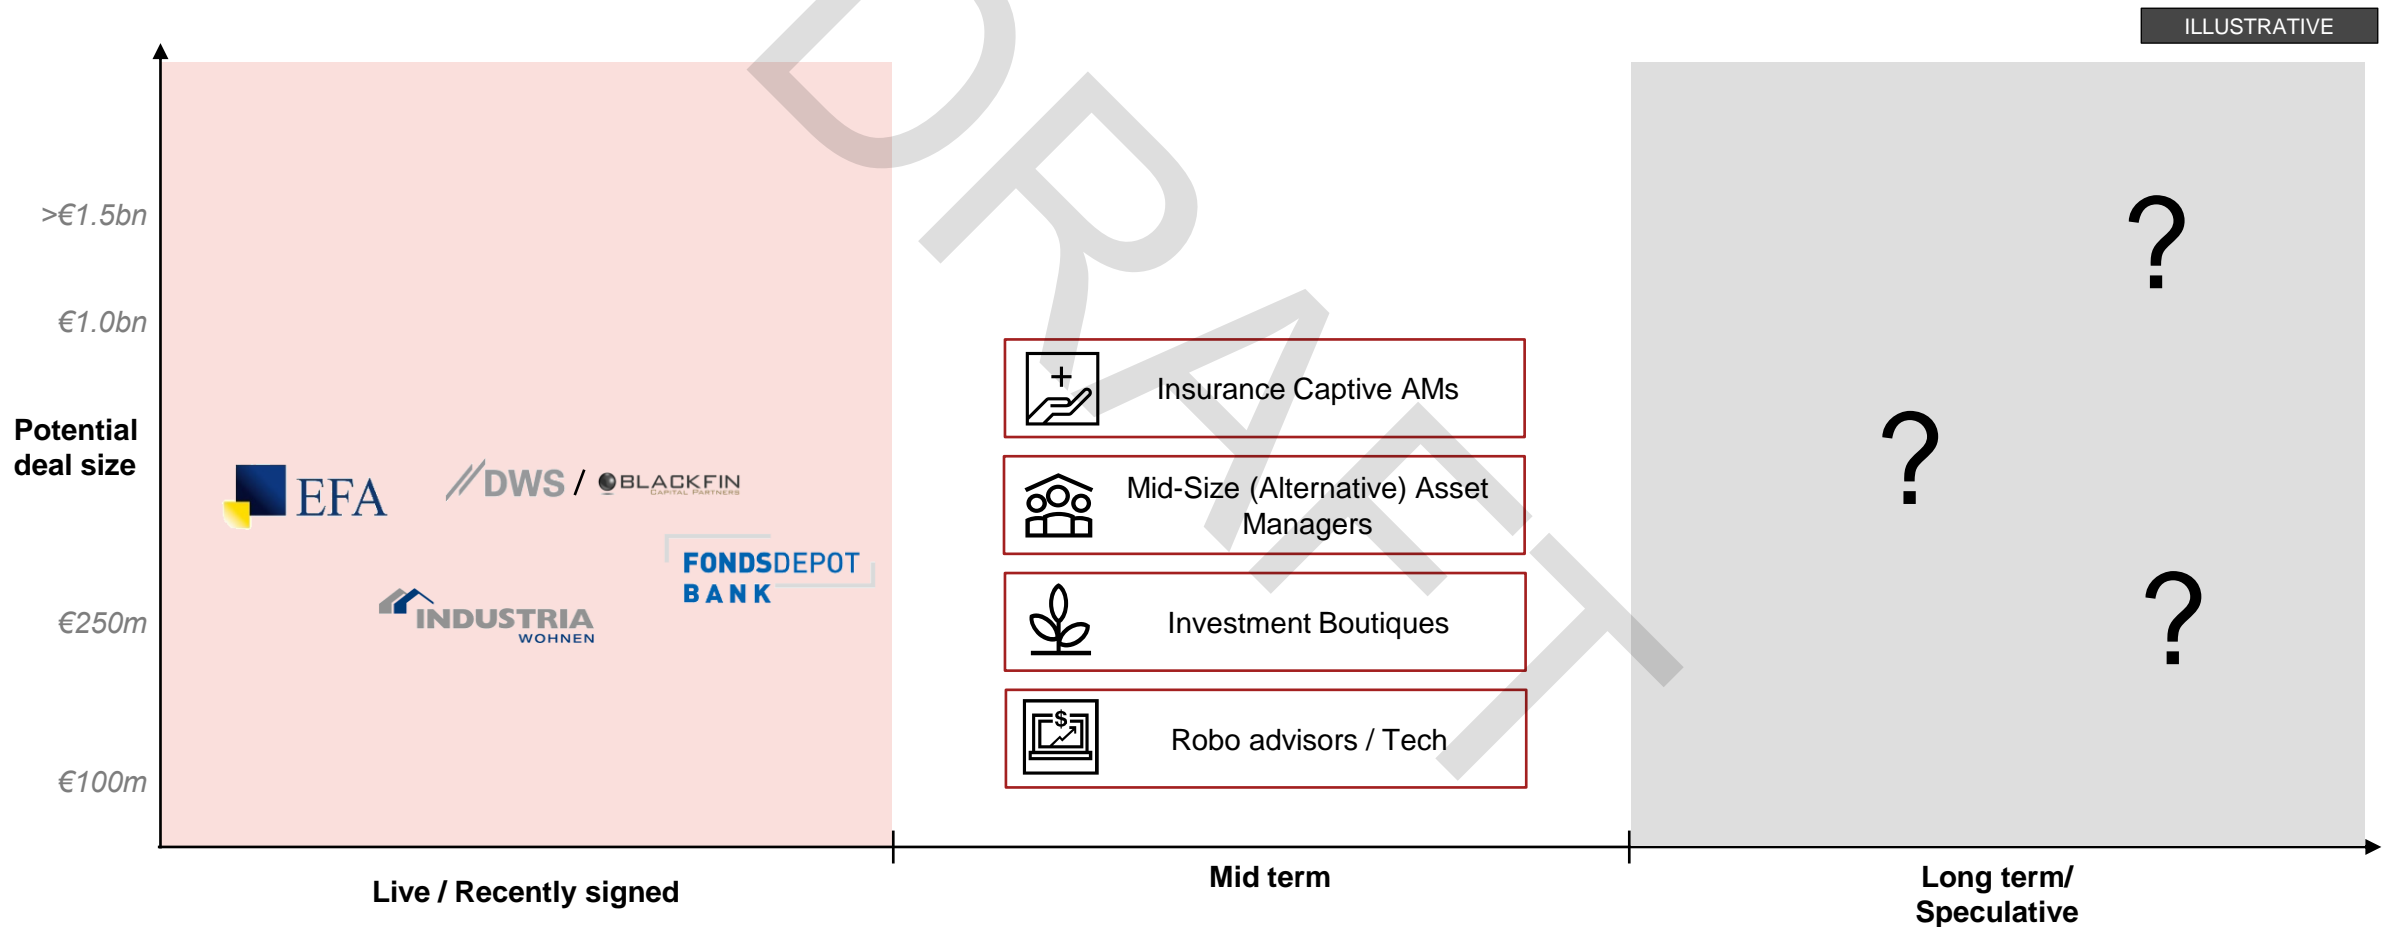 ILLUSTRATIVE
DRAFT
>€1.5bn
€1.0bn
Potential
deal size
€250m
€100m
EFA
DWS / BLACKFIN
CAPITAL PARTNERS
FONDSDEPOT
BANK
INDUSTRIA
WOHNEN
+
Insurance Captive AMs
Mid-Size (Alternative) Asset
Managers
Investment Boutiques
$
Robo advisors / Tech
?
?
?
Live / Recently signed
Mid term
Long term/
Speculative